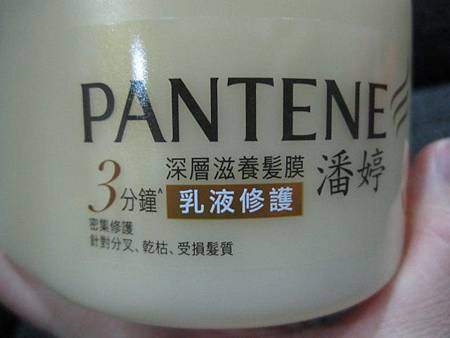 PANTENE
深層滋養髮膜 潘婷
3分鐘^ 乳液修護
密集修護
針對分叉、乾枯、受損髮質